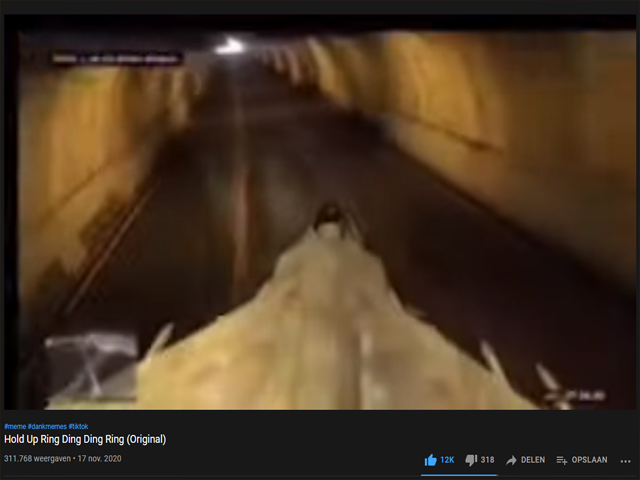 #meme #dankmemes #tiktok
Hold Up Ring Ding Ding Ring (Original)
311.768 weergaven • 17 nov. 2020
12K 318 DELEN OPSLAAN